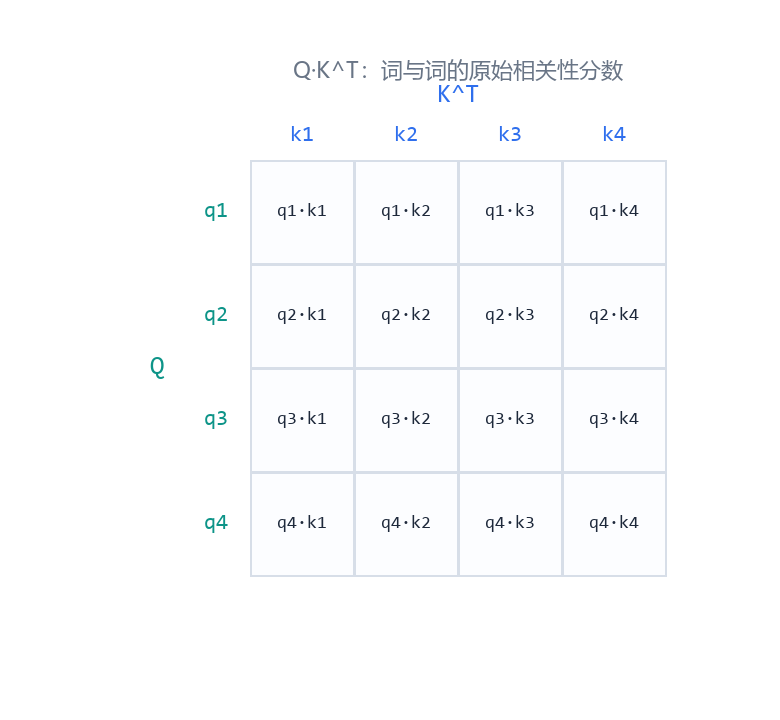 Q·K^T：词与词的原始相关性分数
K^T
k1 k2 k3 k4
q1 q1·k1 q1·k2 q1·k3 q1·k4
q2 q2·k1 q2·k2 q2·k3 q2·k4
Q
q3 q3·k1 q3·k2 q3·k3 q3·k4
q4 q4·k1 q4·k2 q4·k3 q4·k4